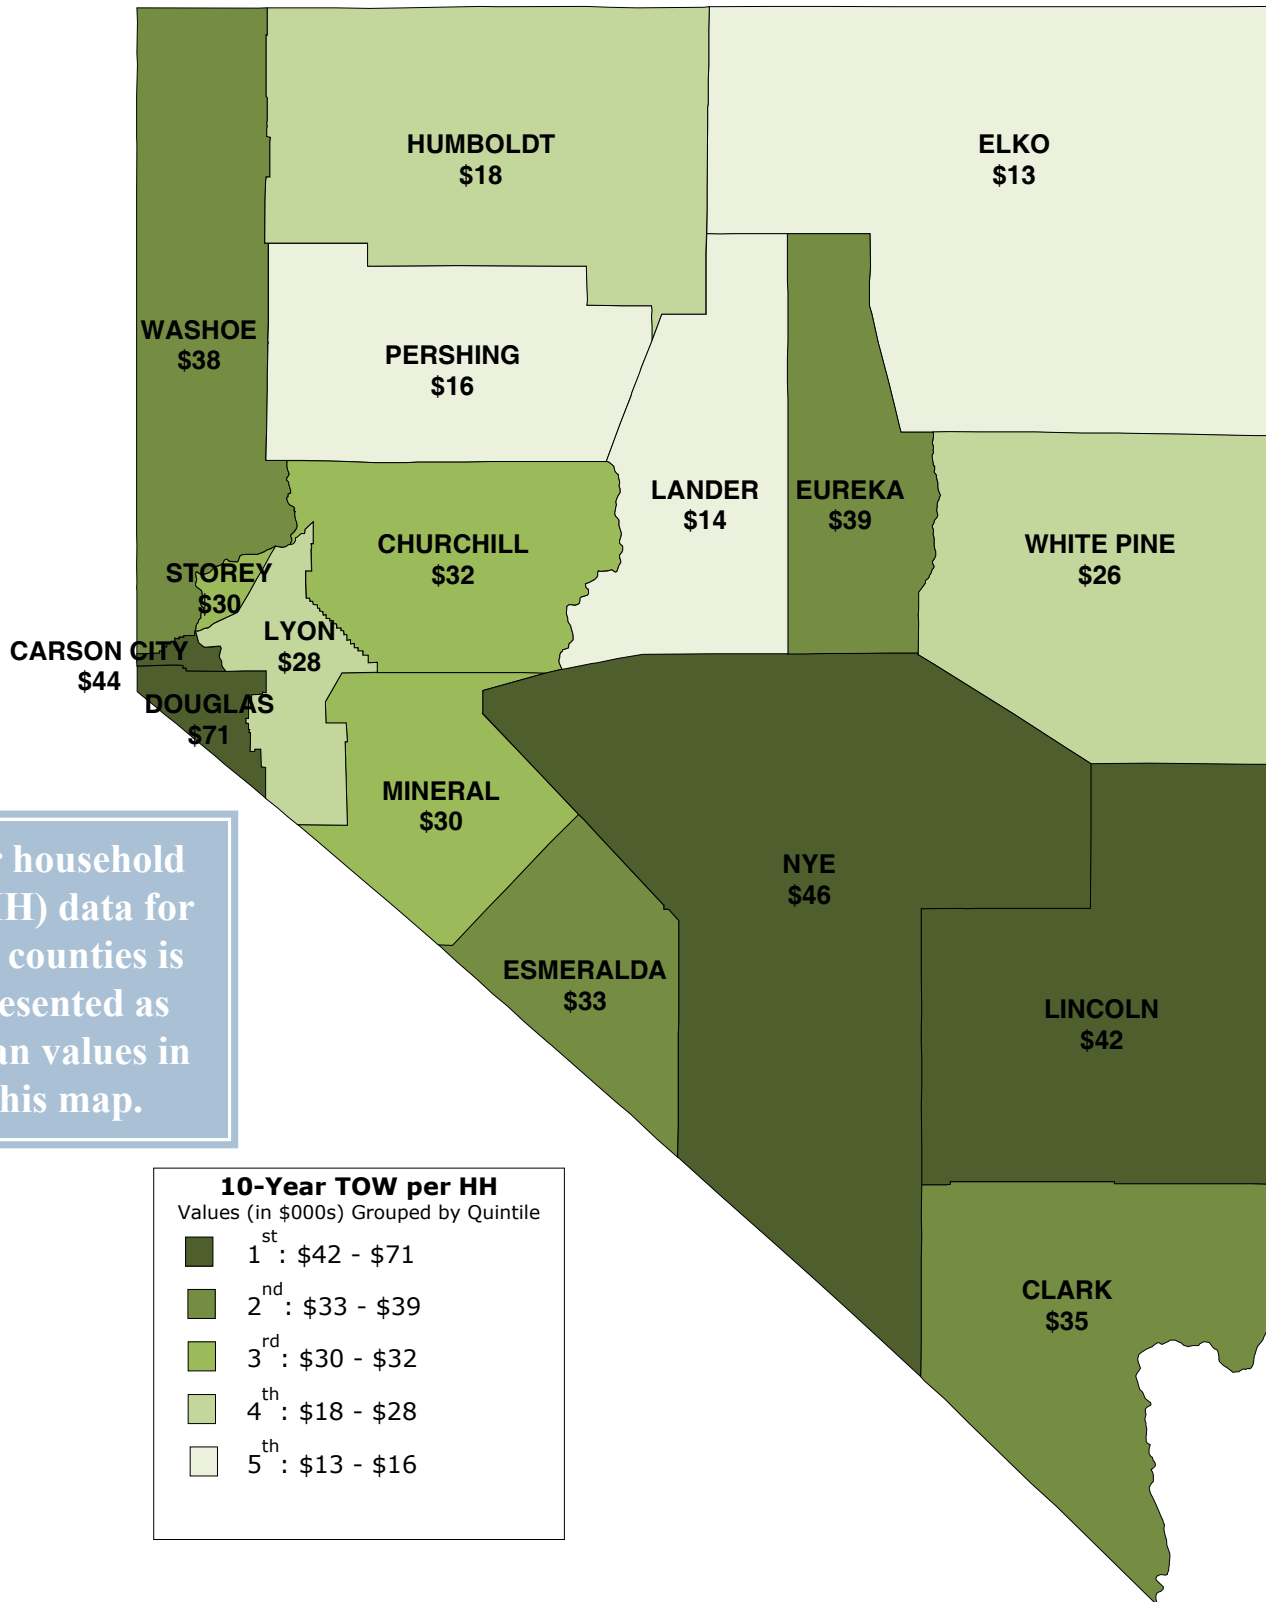 HUMBOLDT
$18
ELKO
$13
WASHOE
$38
PERSHING
$16
LANDER
$14
EUREKA
$39
CHURCHILL
$32
WHITE PINE
$26
STOREY
$30
LYON
$28
CARSON CITY
$44
DOUGLAS
$71
MINERAL
$30
NYE
$46
ESMERALDA
$33
LINCOLN
$42
CLARK
$35
household
data for
counties is
as
values in
map.
10-Year TOW per HH
Values (in $000s) Grouped by Quintile
1st: $42 - $71
2nd: $33 - $39
3rd: $30 - $32
4th: $18 - $28
5th: $13 - $16